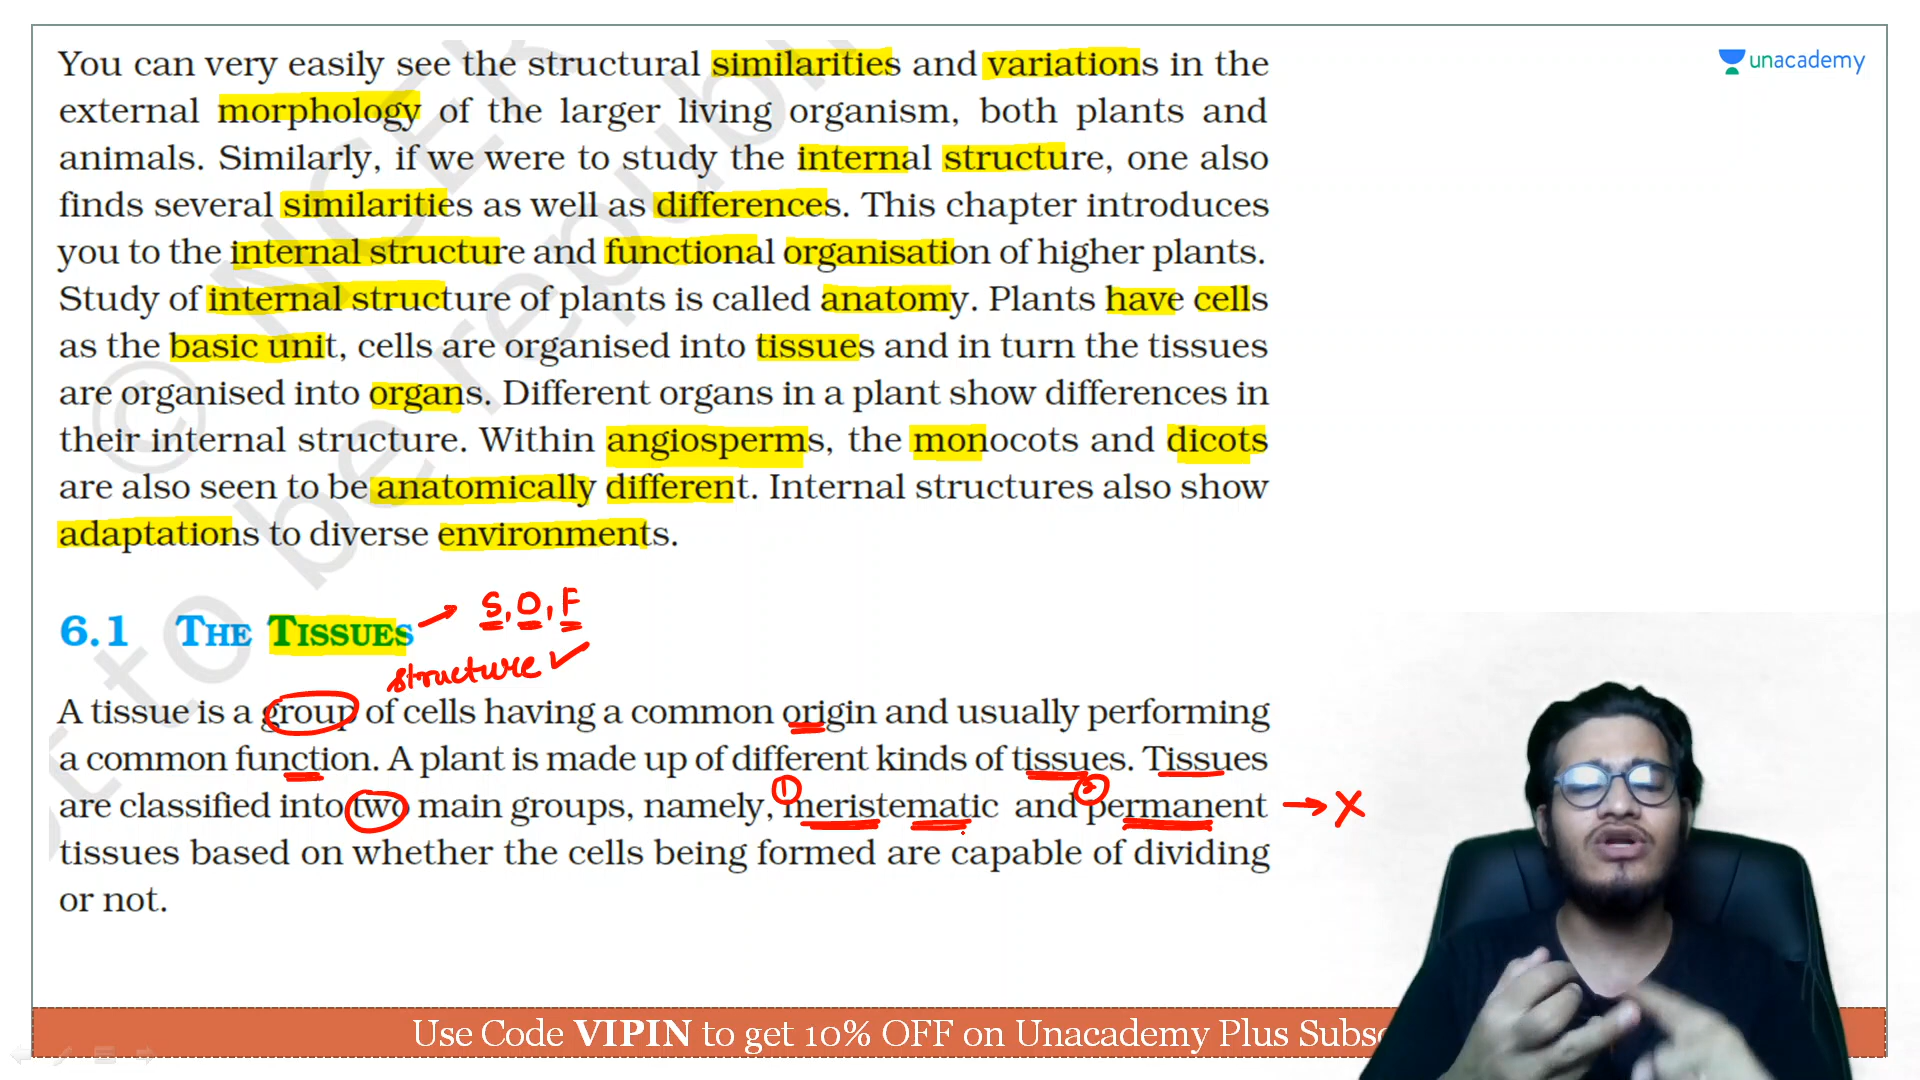 You can very easily see the structural similarities and variations in the
external morphology of the larger living organism, both plants and
animals. Similarly, if we were to study the internal structure, one also
finds several similarities as well as differences. This chapter introduces
you to the internal structure and functional organisation of higher plants.
Study of internal structure of plants is called anatomy. Plants have cells
as the basic unit, cells are organised into tissues and in turn the tissues
are organised into organs. Different organs in a plant show differences in
their internal structure. Within angiosperms, the monocots and dicots
are also seen to be anatomically different. Internal structures also show
adaptations to diverse environments.
unacademy
6.1 THE TISSUES → S, O, F
structure ✓
A tissue is a group of cells having a common origin and usually performing
a common function. A plant is made up of different kinds of tissues. Tissues
① ②
are classified into two main groups, namely, meristematic and permanent → X
tissues based on whether the cells being formed are capable of dividing
or not.
Use Code VIPIN to get 10% OFF on Unacademy Plus Subsc